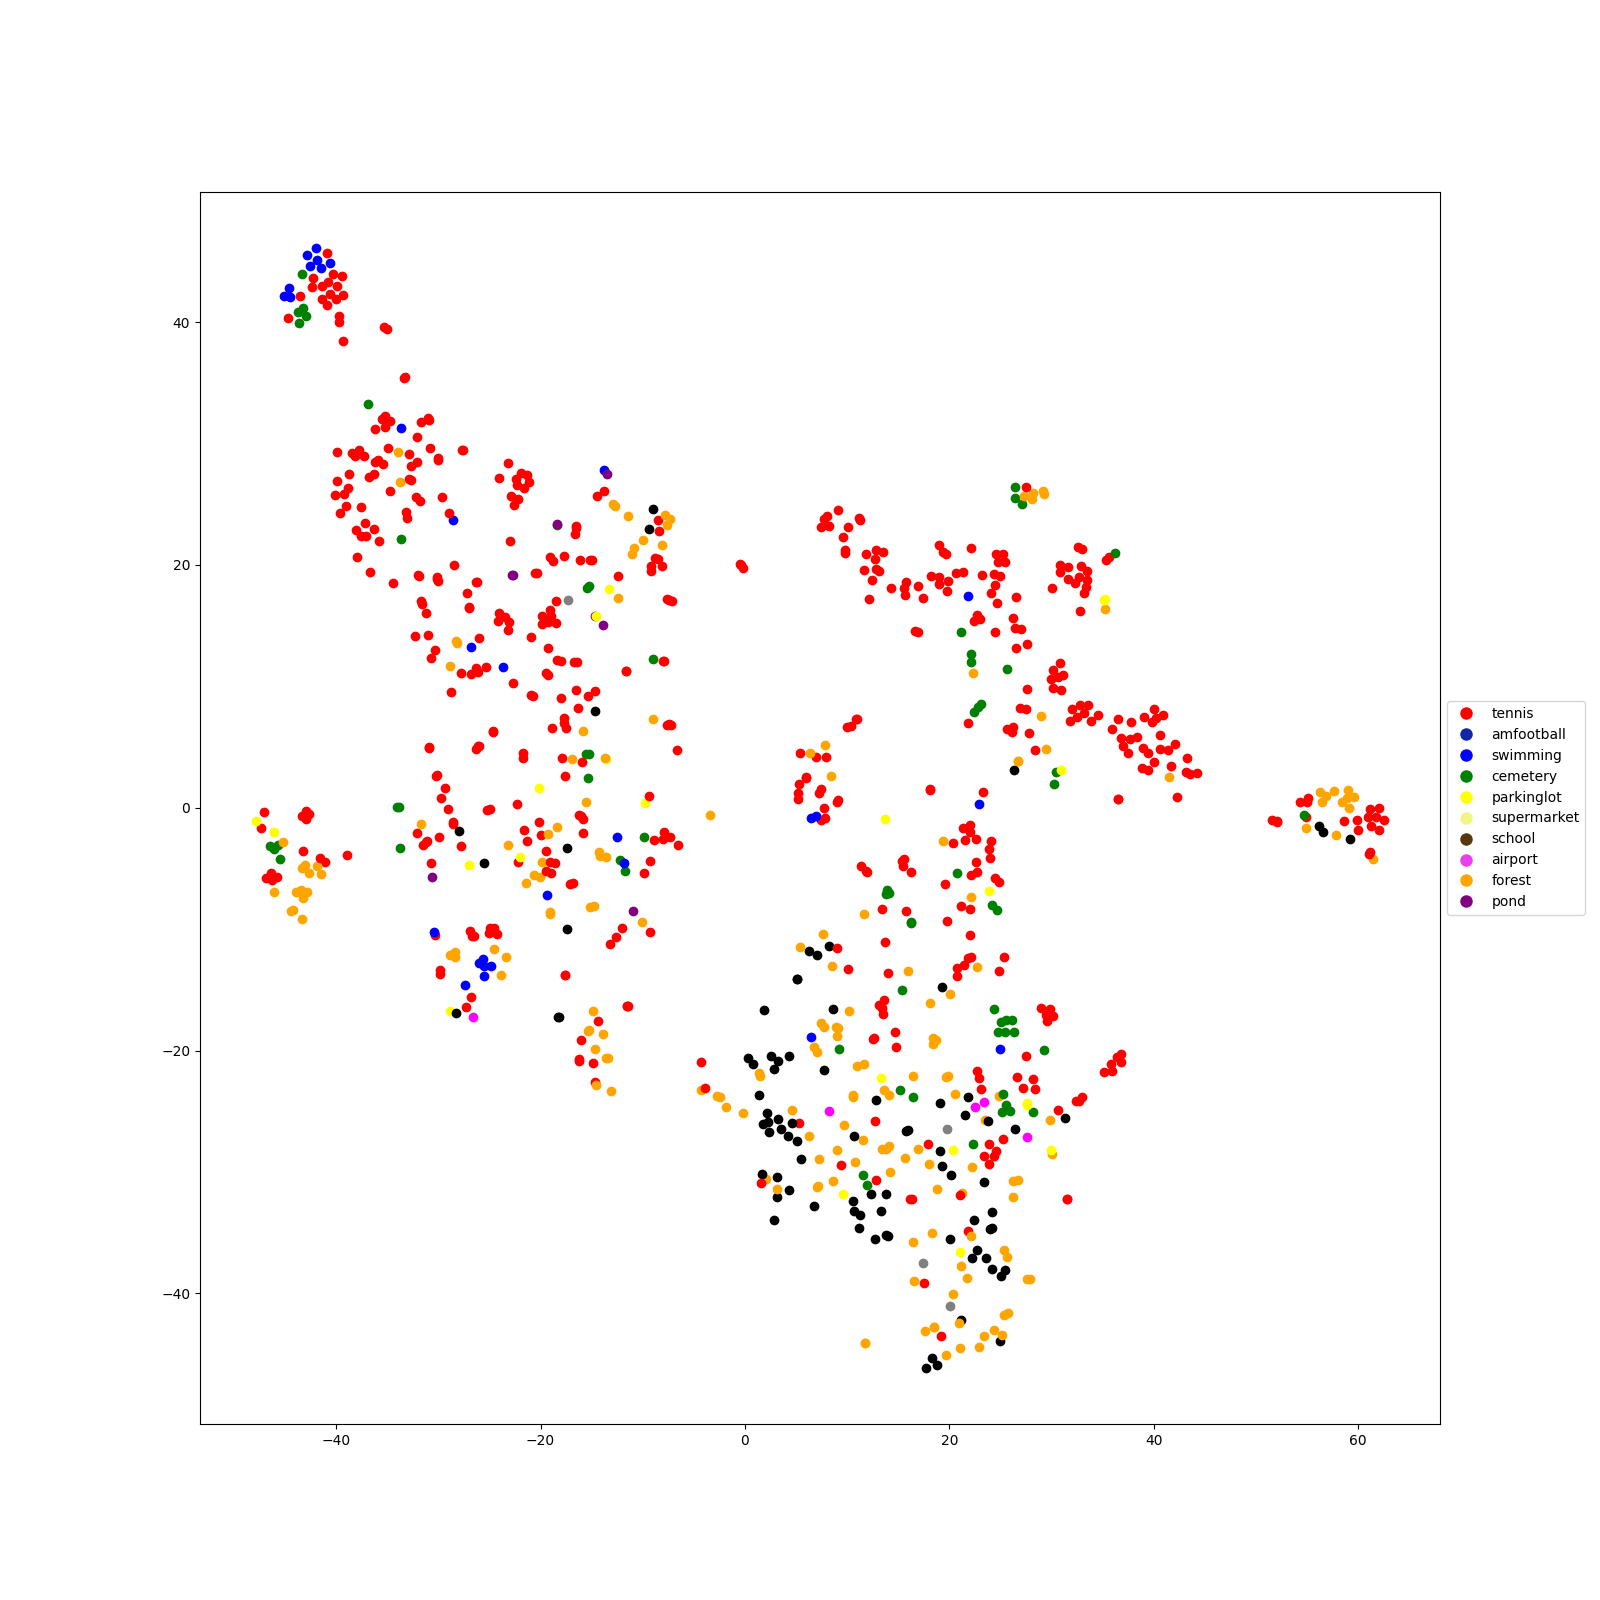 40
20
0
−20
−40
−40
−20
0
20
40
60
tennis
amfootball
swimming
cemetery
parkinglot
supermarket
school
airport
forest
pond